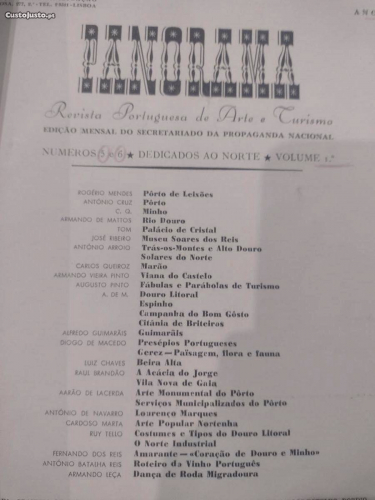 CustoJusto.pt
LISBOA
ANO
PANORAMA
Revista Portuguesa de Arte e Turismo
EDIÇÃO MENSAL DO SECRETARIADO DA PROPAGANDA NACIONAL
NUMEROS 5 e 6 ★ DEDICADOS AO NORTE ★ VOLUME 1.º
ROGÉRIO MENDES Pôrto de Leixões
ANTÓNIO CRUZ Pôrto
C. G. Minho
ARMANDO DE MATTOS Rio Douro
TOM Palácio de Cristal
JOSÉ RIBEIRO Museu Soares dos Reis
ANTÓNIO ARROIO Trás-os-Montes e Alto Douro
Solares do Norte
CARLOS QUEIROZ Marão
ARMANDO VIEIRA PINTO Viana do Castelo
AUGUSTO PINTO Fábulas e Parábolas de Turismo
A. DE M. Douro Litoral
Espinho
Campanha do Bom Gôsto
Citânia de Briteiros
ALFREDO GUIMARÃIS Guimarãis
DIOGO DE MACEDO Presépios Portugueses
Gerez—Paisagem, flora e fauna
LUIZ CHAVES Beira Alta
RAUL BRANDÃO A Acácia do Jorge
Vila Nova de Gaia
AARÃO DE LACERDA Arte Monumental do Pôrto
Serviços Municipalizados do Pôrto
ANTÓNIO DE NAVARRO Lourenço Marques
CARDOSO MARTA Arte Popular Nortenha
RUY TELLO Costumes e Tipos do Douro Litoral
O Norte Industrial
FERNANDO DOS REIS Amarante—«Coração de Douro e Minho»
ANTÓNIO BATALHA REIS Roteiro do Vinho Português
ARMANDO LEÇA Dança de Roda Migradoura